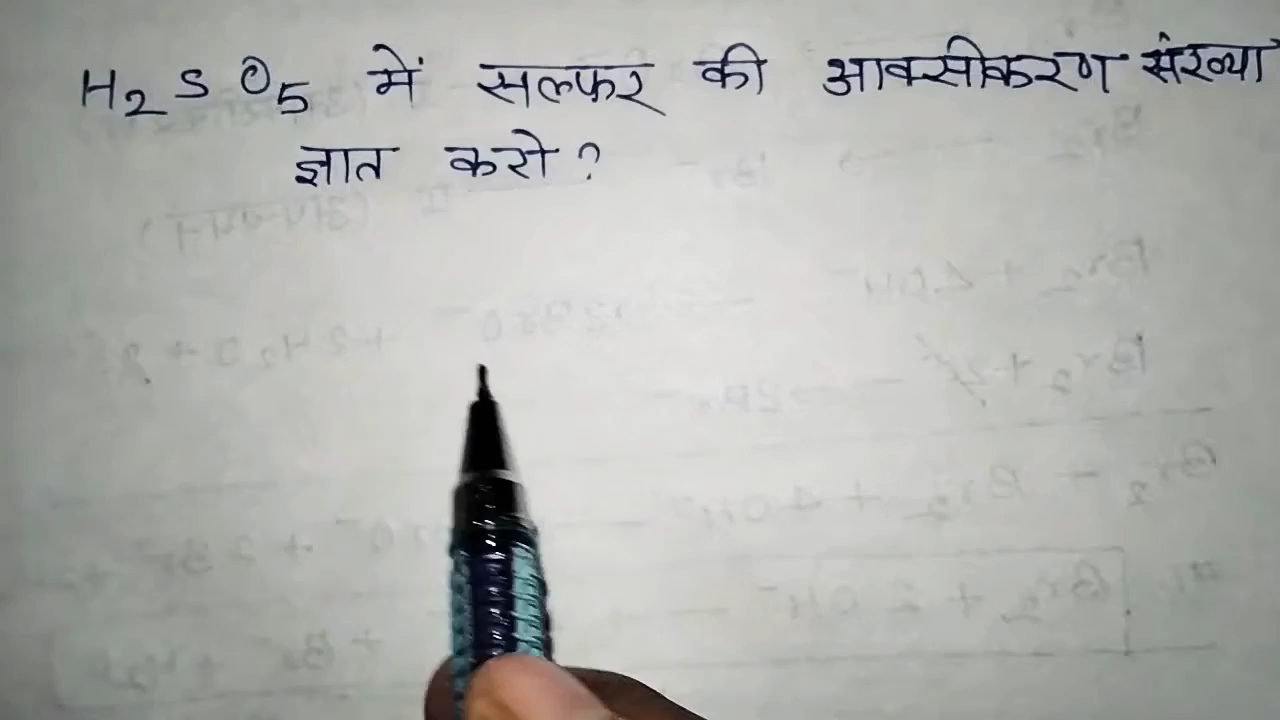 H2SO5 में सल्फर की आक्सीकरण संख्या
ज्ञात करो?